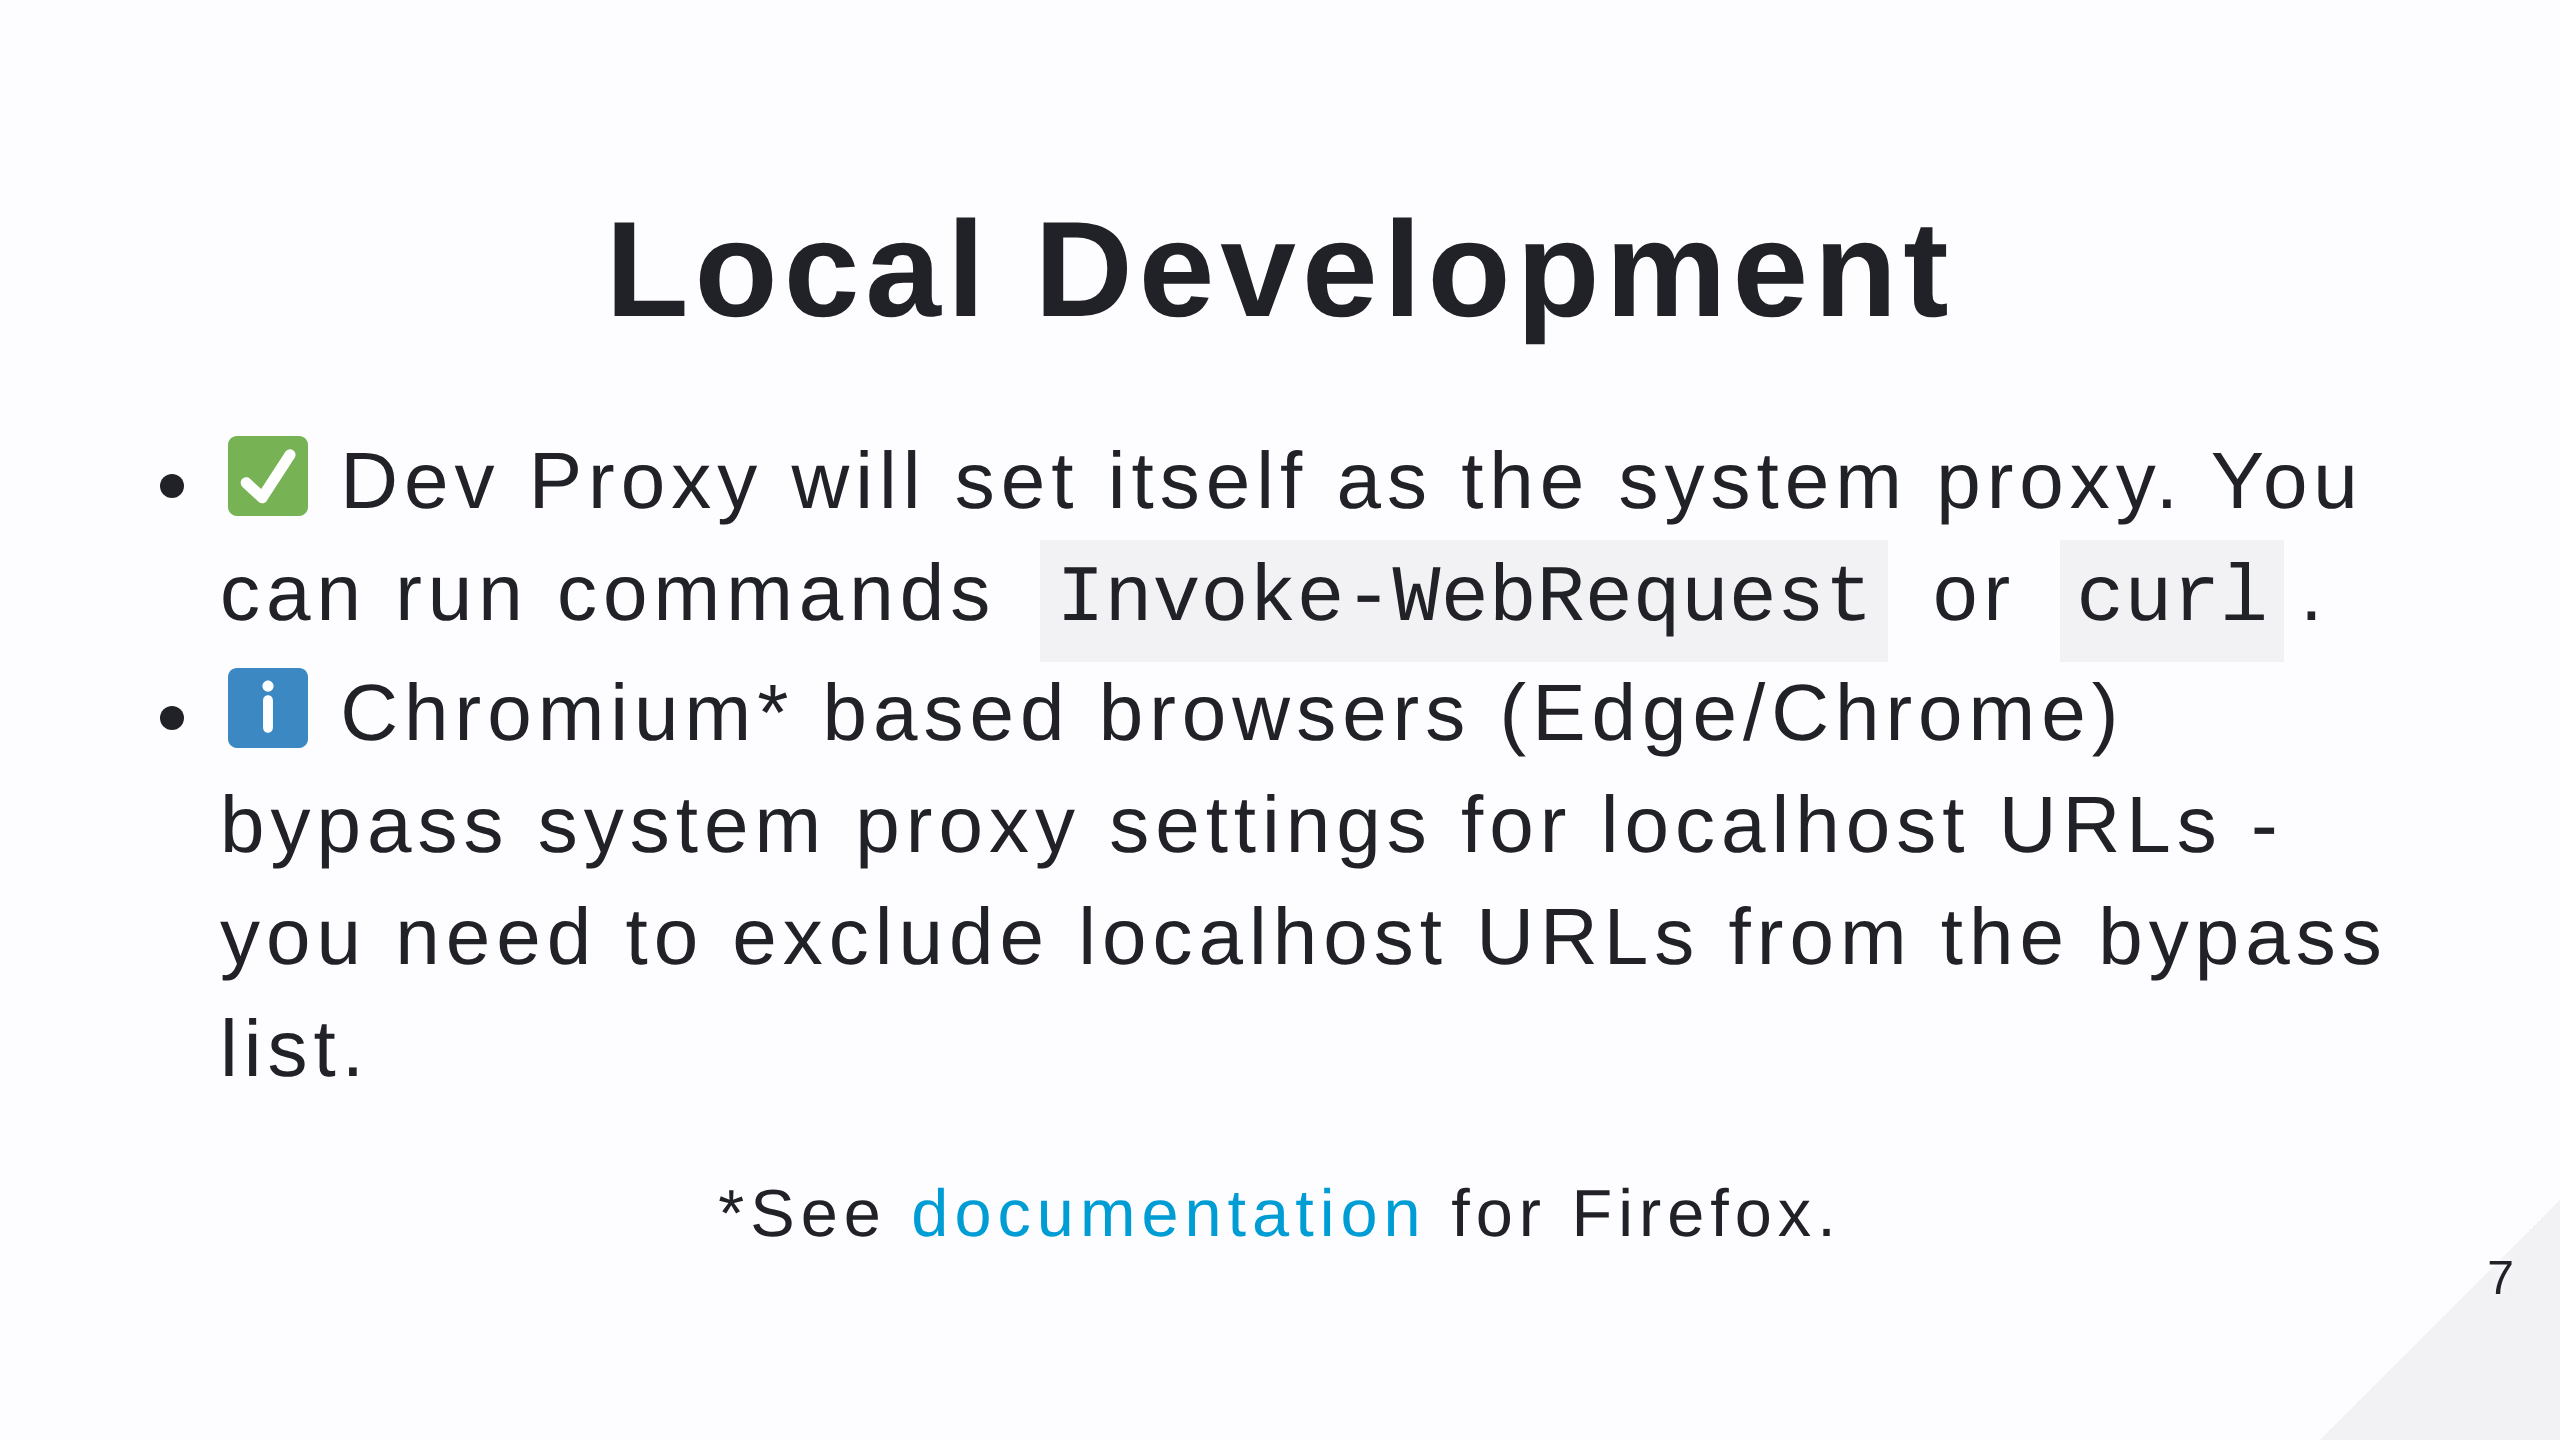 Local Development
• ✅ Dev Proxy will set itself as the system proxy. You
can run commands Invoke-WebRequest or curl.
• ℹ️ Chromium* based browsers (Edge/Chrome)
bypass system proxy settings for localhost URLs -
you need to exclude localhost URLs from the bypass
list.
*See documentation for Firefox.
7